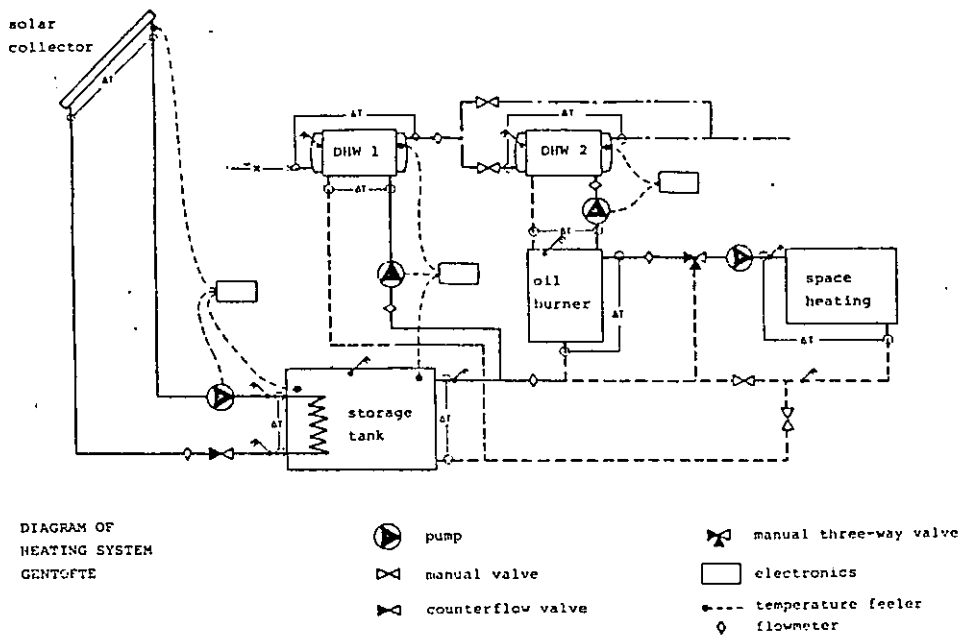 solar
collector
ΔT
ΔT
ΔT
DHW 1
DHW 2
ΔT
ΔT
oil
burner
space
heating
ΔT
ΔT
storage
tank
ΔT
ΔT
DIAGRAM OF
HEATING SYSTEM
GENTOFTE
pump
manual valve
counterflow valve
manual three-way valve
electronics
temperature feeler
flowmeter